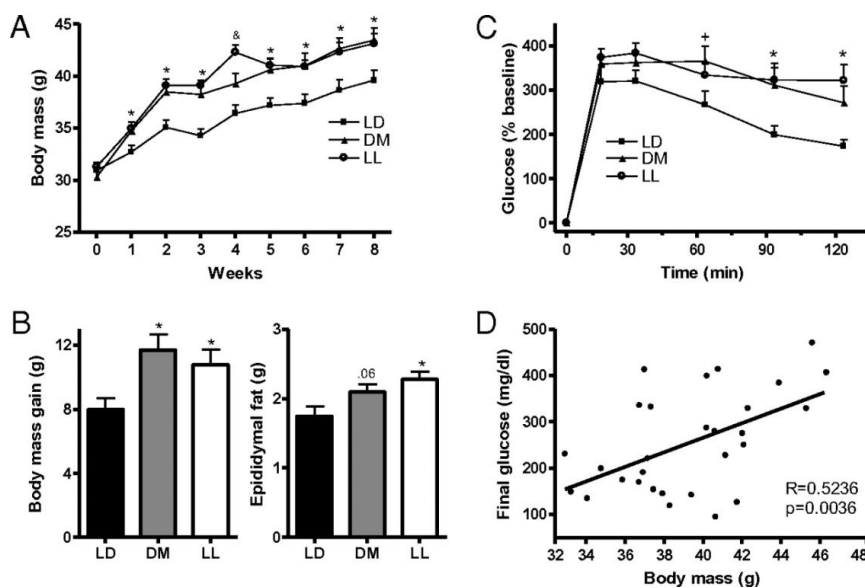 A
Body mass (g)
45
40
35
30
25
*
*
*
&
*
*
*
*
LD
DM
LL
0 1 2 3 4 5 6 7 8
Weeks
B
Body mass gain (g)
12
8
4
0
*
*
LD DM LL
Epididymal fat (g)
3
2
1
0
.06
*
LD DM LL
C
Glucose (% baseline)
400
300
200
100
0
+
*
*
LD
DM
LL
0 30 60 90 120
Time (min)
D
Final glucose (mg/dl)
500
400
300
200
100
R=0.5236
p=0.0036
32 34 36 38 40 42 44 46 48
Body mass (g)